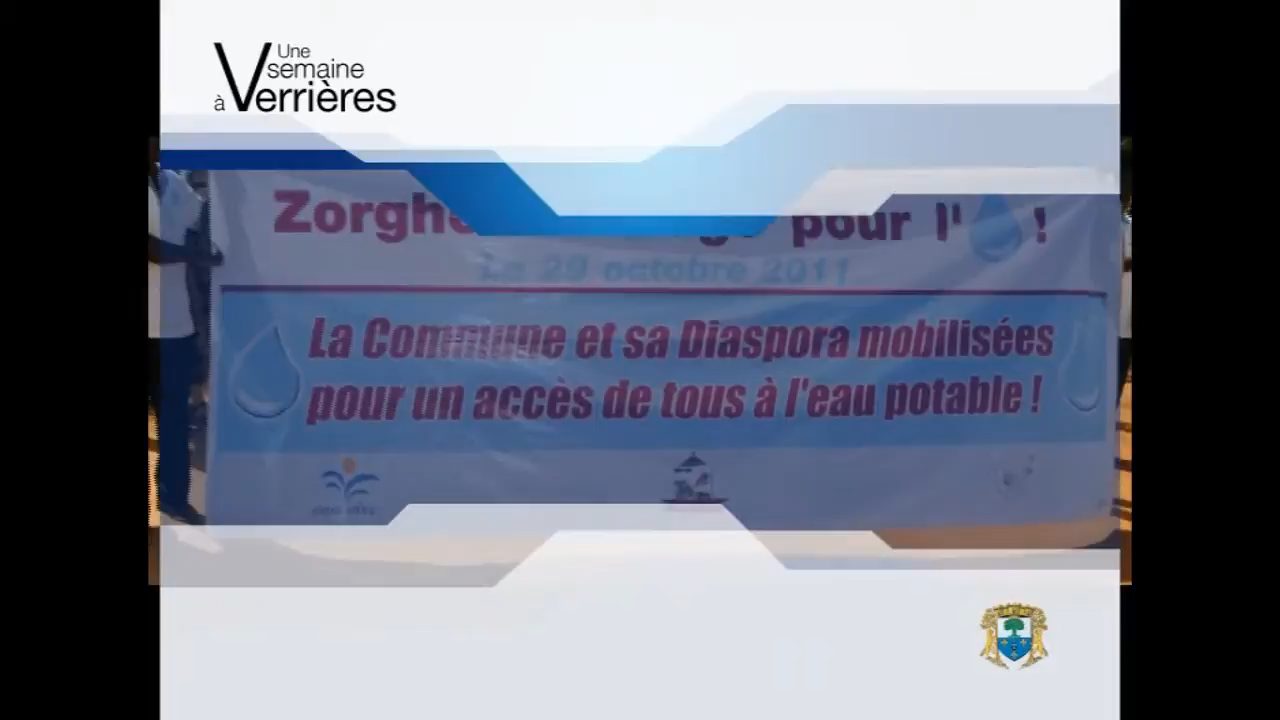 Une
semaine
à Verrières
pour l' !
Le 29 octobre 2011
La Commune et sa Diaspora mobilisées
pour un accès de tous à l'eau potable !